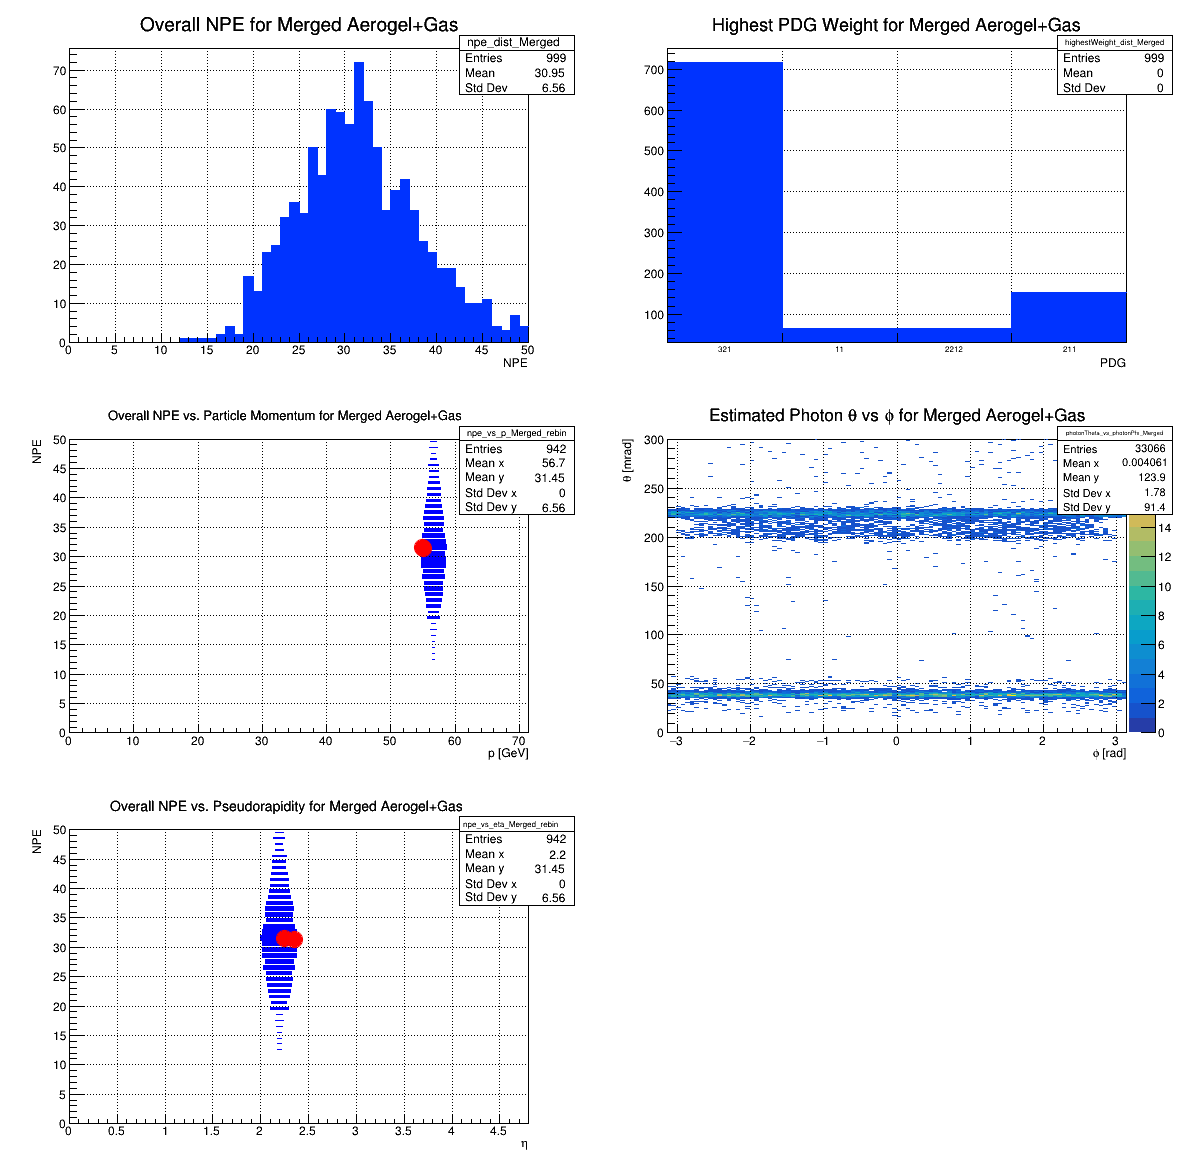 Overall NPE for Merged Aerogel+Gas
npe_dist_Merged
Entries 999
Mean 30.95
Std Dev 6.56
70
60
50
40
30
20
10
0
0 5 10 15 20 25 30 35 40 45 50
NPE
Highest PDG Weight for Merged Aerogel+Gas
highestWeight_dist_Merged
Entries 999
Mean 0
Std Dev 0
700
600
500
400
300
200
100
321 11 2212 211
PDG
Overall NPE vs. Particle Momentum for Merged Aerogel+Gas
NPE
npe_vs_p_Merged_rebin
Entries 942
Mean x 56.7
Mean y 31.45
Std Dev x 0
Std Dev y 6.56
50
45
40
35
30
25
20
15
10
5
0
0 10 20 30 40 50 60 70
p [GeV]
Estimated Photon θ vs ϕ for Merged Aerogel+Gas
θ [mrad]
photonTheta_vs_photonPhi_Merged
Entries 33066
Mean x 0.004061
Mean y 123.9
Std Dev x 1.78
Std Dev y 91.4
300
250
200
150
100
50
0
14
12
10
8
6
4
2
0
−3 −2 −1 0 1 2 3
ϕ [rad]
Overall NPE vs. Pseudorapidity for Merged Aerogel+Gas
NPE
npe_vs_eta_Merged_rebin
Entries 942
Mean x 2.2
Mean y 31.45
Std Dev x 0
Std Dev y 6.56
50
45
40
35
30
25
20
15
10
5
0
0 0.5 1 1.5 2 2.5 3 3.5 4 4.5
η